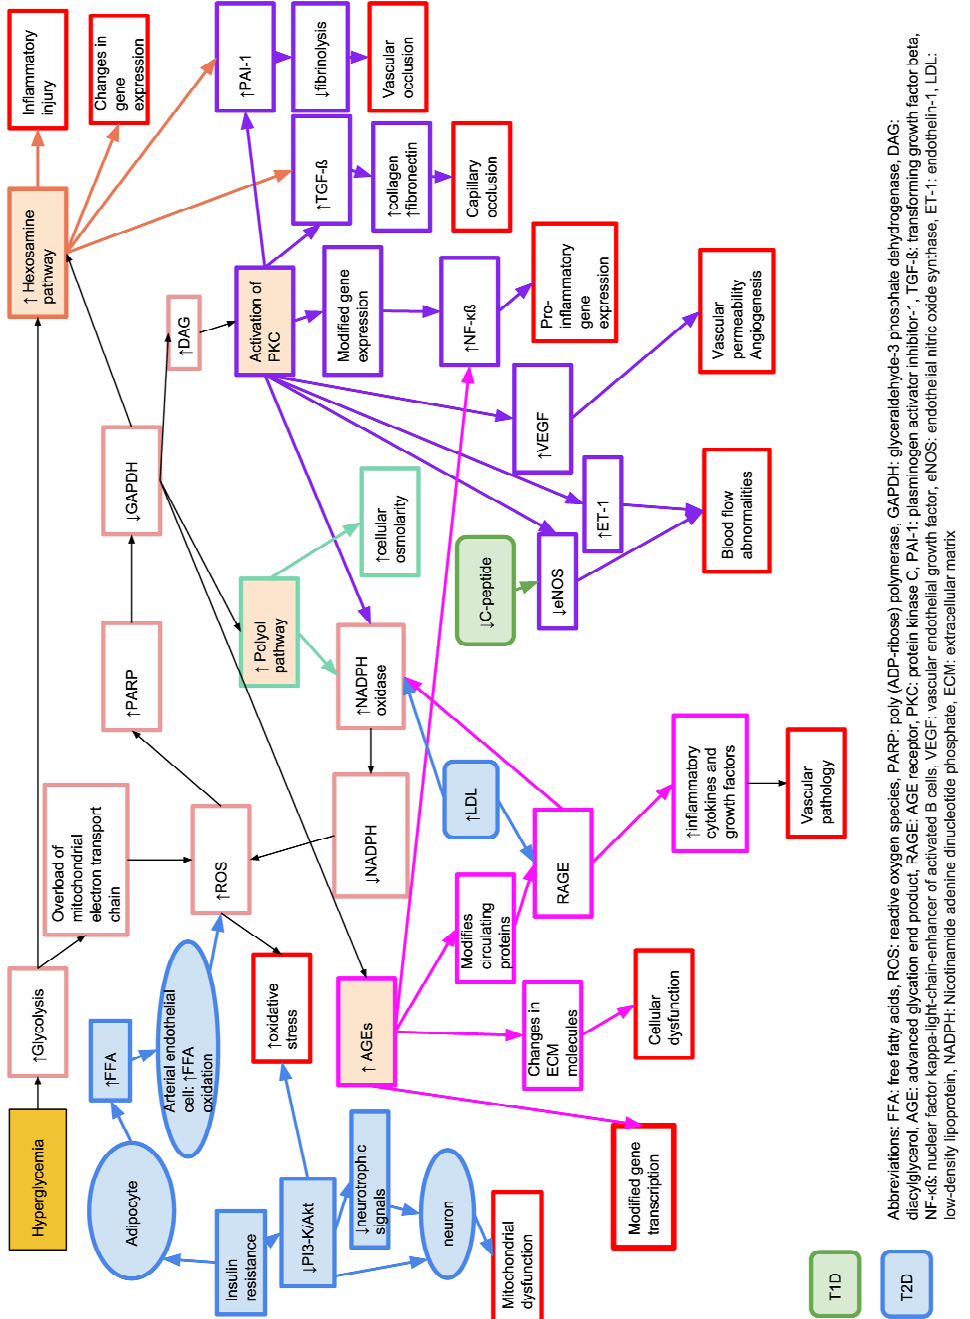 Hyperglycemia
↑Glycolysis
Overload of
mitochondrial
electron transport
chain
↑ROS
↑PARP
↓GAPDH
↑ Hexosamine
pathway
Inflammatory
injury
Changes in
gene
expression
↑DAG
Activation of
PKC
↑PAI-1
↓fibrinolysis
Vascular
occlusion
↑TGF-ß
↑collagen
↑fibronectin
Capillary
occlusion
Modified gene
expression
↑NF-κß
Pro-
inflammatory
gene
expression
↑VEGF
Vascular
permeability
Angiogenesis
↑ET-1
↓eNOS
Blood flow
abnormalities
↓C-peptide
↑ Polyol
pathway
↑cellular
osmolarity
↑NADPH
oxidase
↓NADPH
↑LDL
RAGE
↑inflammatory
cytokines and
growth factors
Vascular
pathology
↑ AGEs
Modifies
circulating
proteins
Changes in
ECM
molecules
Cellular
dysfunction
Modified gene
transcription
↑oxidative
stress
Adipocyte
↑FFA
Arterial endothelial
cell: ↑FFA
oxidation
Insulin
resistance
↓PI3-K/Akt
↓neurotrophic
signals
neuron
Mitochondrial
dysfunction
T1D
T2D
Abbreviations: FFA: free fatty acids, ROS: reactive oxygen species, PARP: poly (ADP-ribose) polymerase, GAPDH: glyceraldehyde-3 phosphate dehydrogenase, DAG:
diacylglycerol, AGE: advanced glycation end product, RAGE: AGE receptor, PKC: protein kinase C, PAI-1: plasminogen activator inhibitor-1, TGF-ß: transforming growth factor beta,
NF-κß: nuclear factor kappa-light-chain-enhancer of activated B cells, VEGF: vascular endothelial growth factor, eNOS: endothelial nitric oxide synthase, ET-1: endothelin-1, LDL:
low-density lipoprotein, NADPH: Nicotinamide adenine dinucleotide phosphate, ECM: extracellular matrix